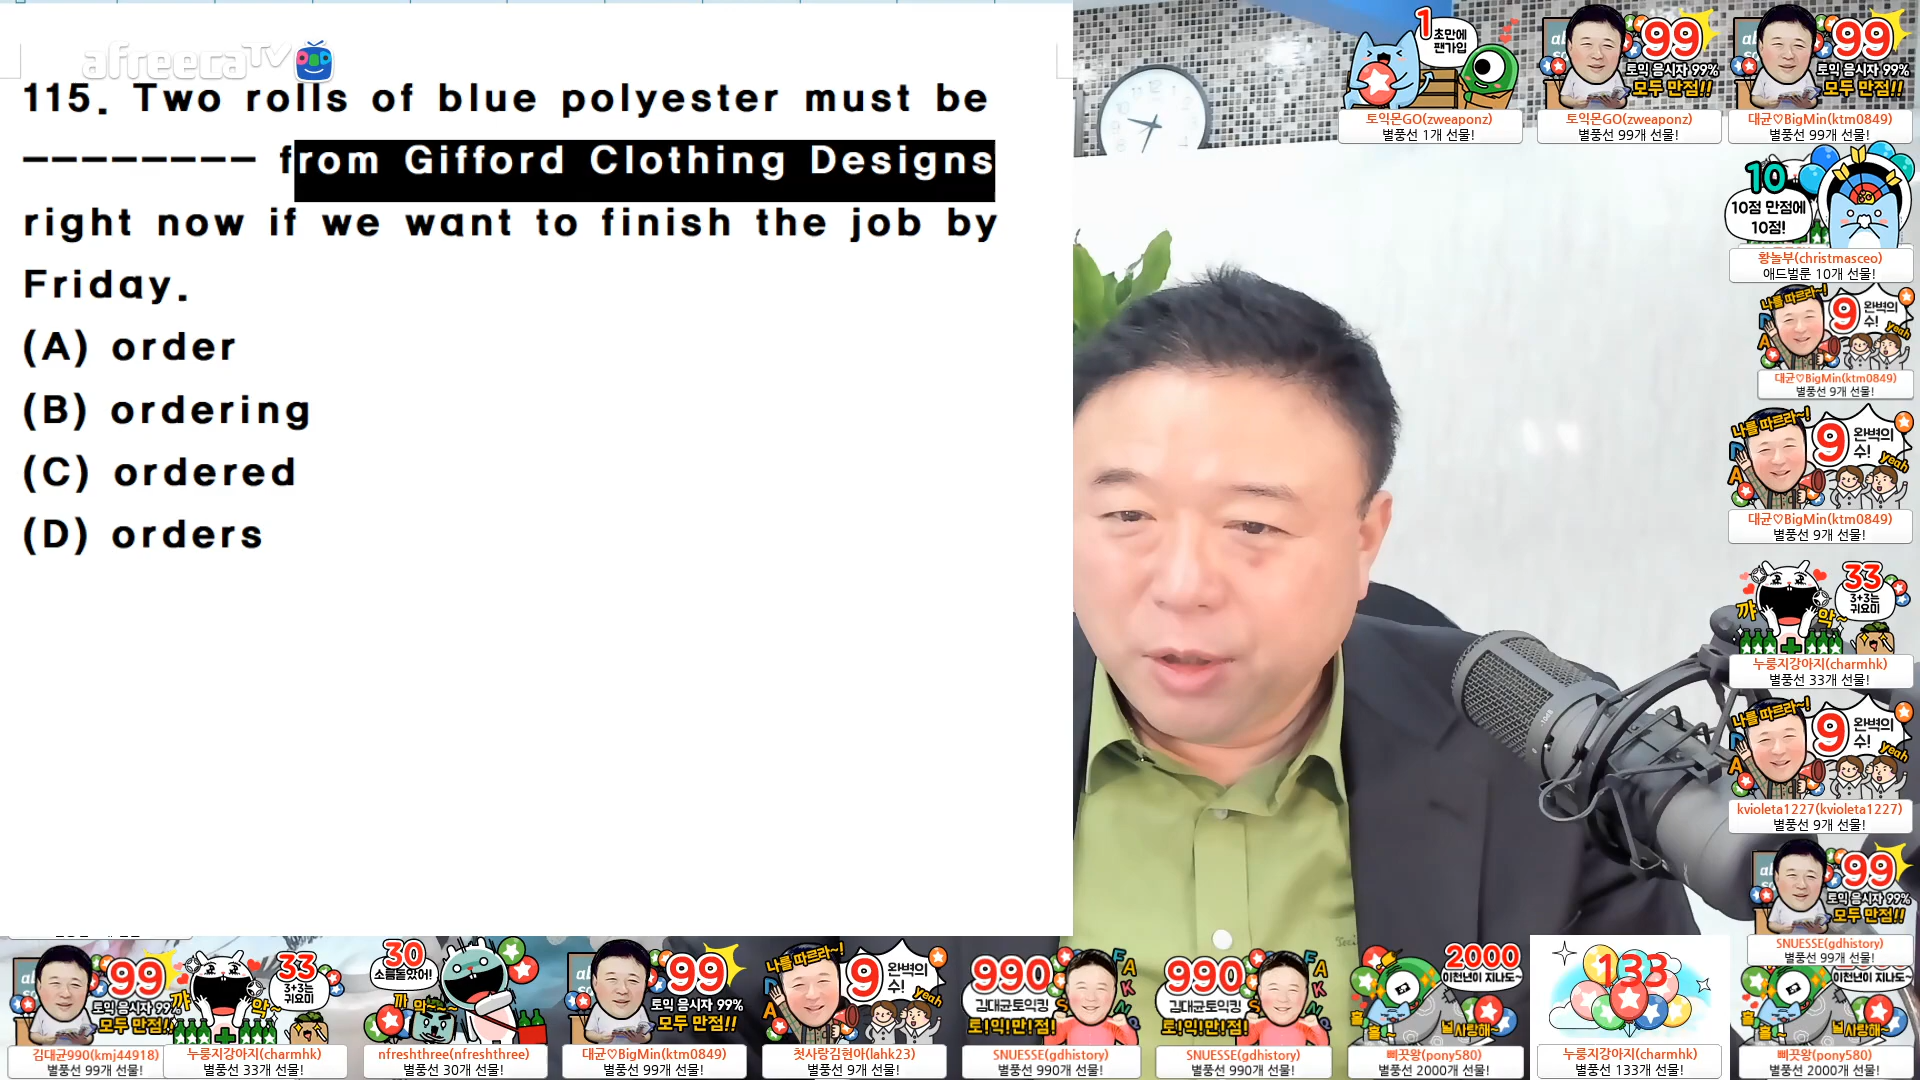 afreecaTV
115. Two rolls of blue polyester must be
-------- from Gifford Clothing Designs
right now if we want to finish the job by
Friday.
(A) order
(B) ordering
(C) ordered
(D) orders
1
초만에
팬가입
토익몬GO(zweaponz)
별풍선 1개 선물!
99
토익 응시자 99%
모두 만점!!
토익몬GO(zweaponz)
별풍선 99개 선물!
99
토익 응시자 99%
모두 만점!!
대균♡BigMin(ktm0849)
별풍선 99개 선물!
10
10점 만점에
10점!
황놀부(christmasceo)
애드벌룬 10개 선물!
나를 따르라~!
9
완벽의
수!
yeah
대균♡BigMin(ktm0849)
별풍선 9개 선물!
나를 따르라~!
9
완벽의
수!
yeah
대균♡BigMin(ktm0849)
별풍선 9개 선물!
33
3+3는
귀요미
꺄
악~
누룽지강아지(charmhk)
별풍선 33개 선물!
나를 따르라~!
9
완벽의
수!
yeah
kvioleta1227(kvioleta1227)
별풍선 9개 선물!
99
토익 응시자 99%
모두 만점!!
SNUESSE(gdhistory)
별풍선 99개 선물!
99
토익 응시자 99%
모두 만점!!
김대균990(kmj44918)
별풍선 99개 선물!
33
3+3는
귀요미
꺄
악~
누룽지강아지(charmhk)
별풍선 33개 선물!
30
소름돋았어!
까
악~
nfreshthree(nfreshthree)
별풍선 30개 선물!
99
토익 응시자 99%
모두 만점!!
대균♡BigMin(ktm0849)
별풍선 99개 선물!
나를 따르라~!
9
완벽의
수!
yeah
첫사랑김현아(lahk23)
별풍선 9개 선물!
990
김대균토익킹
토!익!만!점!
SNUESSE(gdhistory)
별풍선 990개 선물!
990
김대균토익킹
토!익!만!점!
SNUESSE(gdhistory)
별풍선 990개 선물!
2000
이천년이 지나도~
널사랑해~
삐끗왕(pony580)
별풍선 2000개 선물!
133
누룽지강아지(charmhk)
별풍선 133개 선물!
이천년이 지나도~
널사랑해~
삐끗왕(pony580)
별풍선 2000개 선물!